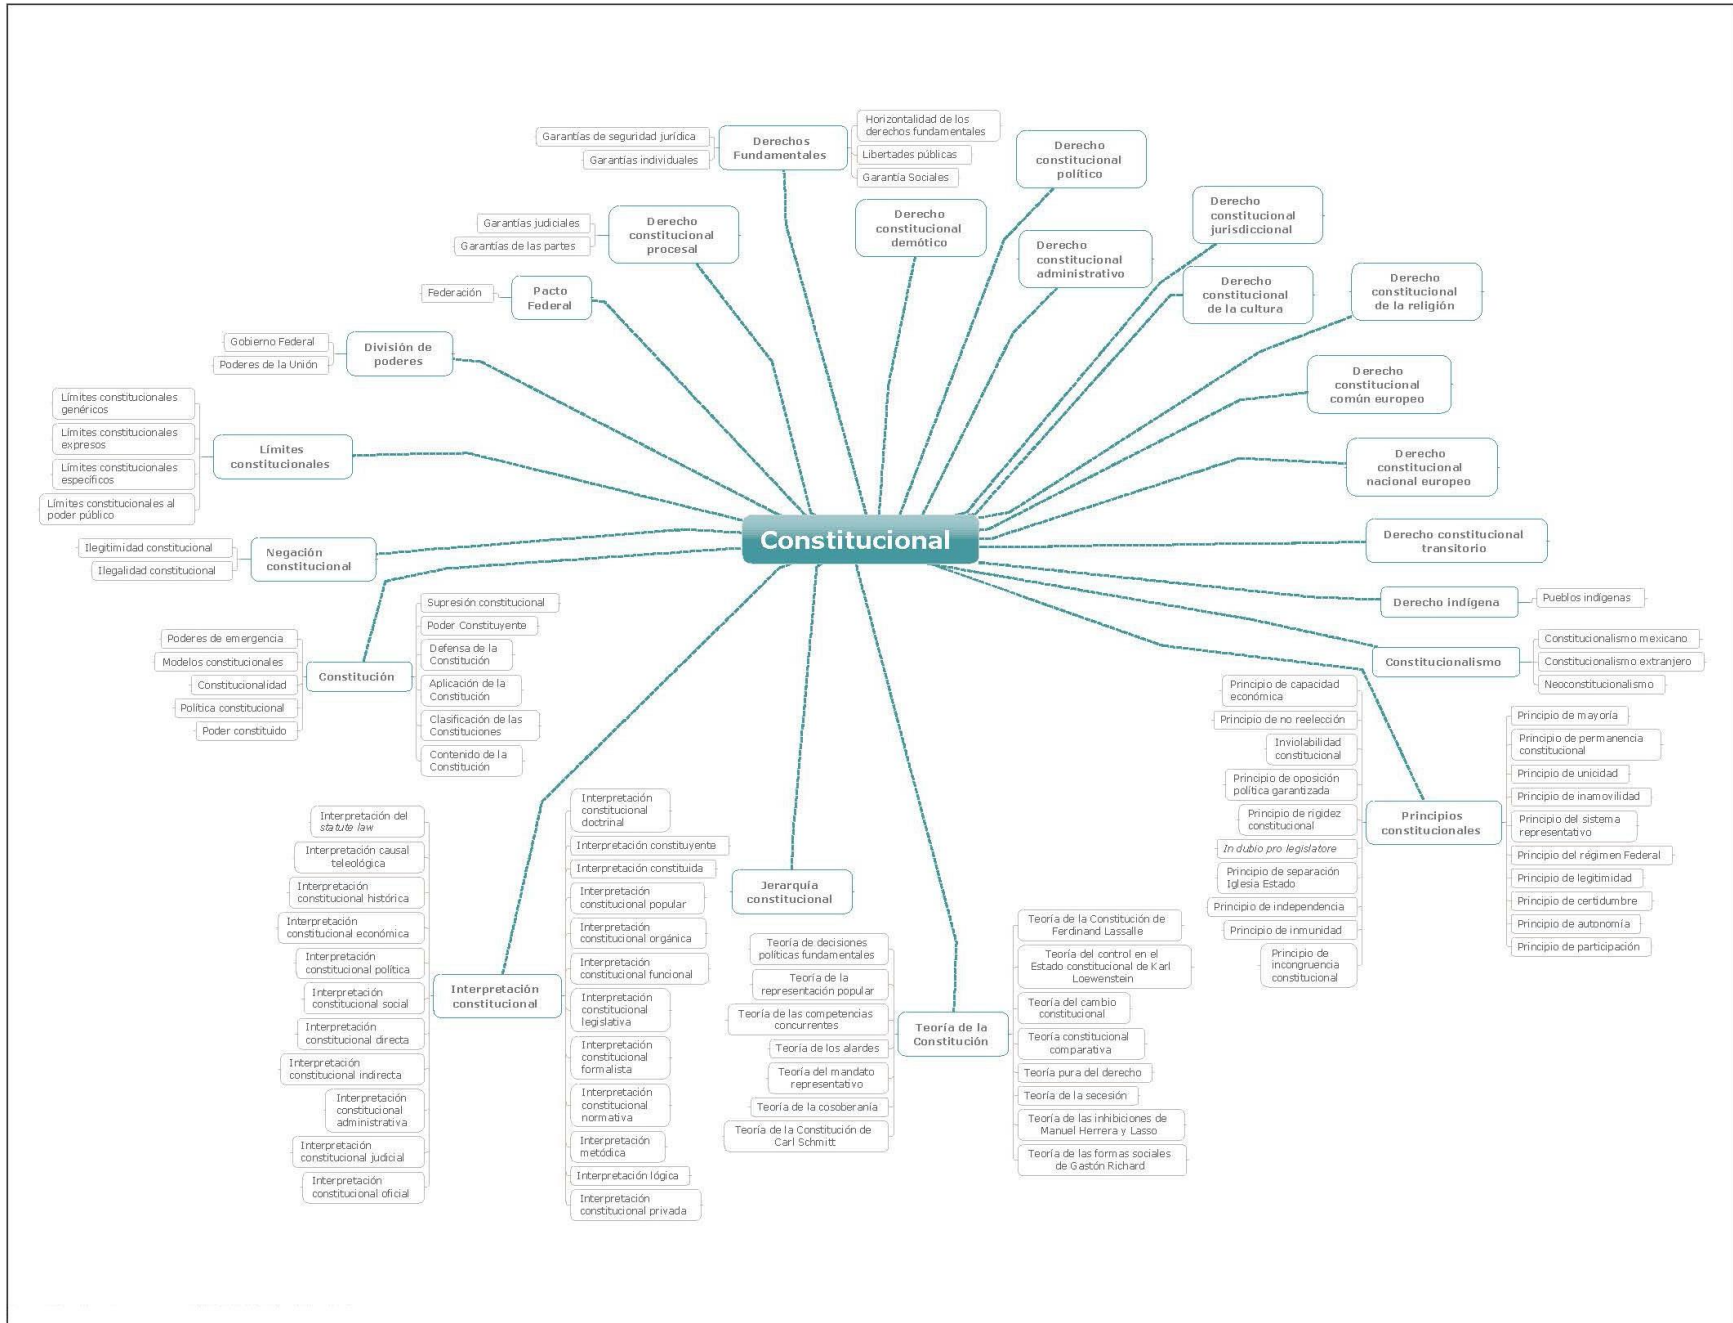 Constitucional
Derechos
Fundamentales
Garantías de seguridad jurídica
Garantías individuales
Horizontalidad de los
derechos fundamentales
Libertades públicas
Garantía Sociales
Derecho
constitucional
político
Derecho
constitucional
demótico
Derecho
constitucional
administrativo
Derecho
constitucional
jurisdiccional
Derecho
constitucional
de la cultura
Derecho
constitucional
de la religión
Derecho
constitucional
común europeo
Derecho
constitucional
nacional europeo
Derecho constitucional
transitorio
Derecho indígena
Pueblos indígenas
Constitucionalismo
Constitucionalismo mexicano
Constitucionalismo extranjero
Neoconstitucionalismo
Principios
constitucionales
Principio de capacidad
económica
Principio de no reelección
Inviolabilidad
constitucional
Principio de oposición
política garantizada
Principio de rigidez
constitucional
In dubio pro legislatore
Principio de separación
Iglesia Estado
Principio de independencia
Principio de inmunidad
Principio de
incongruencia
constitucional
Principio de mayoría
Principio de permanencia
constitucional
Principio de unicidad
Principio de inamovilidad
Principio del sistema
representativo
Principio del régimen Federal
Principio de legitimidad
Principio de certidumbre
Principio de autonomía
Principio de participación
Teoría de la
Constitución
Teoría de decisiones
políticas fundamentales
Teoría de la
representación popular
Teoría de las competencias
concurrentes
Teoría de los alardes
Teoría del mandato
representativo
Teoría de la cosoberanía
Teoría de la Constitución de
Carl Schmitt
Teoría de la Constitución de
Ferdinand Lassalle
Teoría del control en el
Estado constitucional de Karl
Loewenstein
Teoría del cambio
constitucional
Teoría constitucional
comparativa
Teoría pura del derecho
Teoría de la secesión
Teoría de las inhibiciones de
Manuel Herrera y Lasso
Teoría de las formas sociales
de Gastón Richard
Jerarquía
constitucional
Interpretación
constitucional
Interpretación del
statute law
Interpretación causal
teleológica
Interpretación
constitucional histórica
Interpretación
constitucional económica
Interpretación
constitucional política
Interpretación
constitucional social
Interpretación
constitucional directa
Interpretación
constitucional indirecta
Interpretación
constitucional
administrativa
Interpretación
constitucional judicial
Interpretación
constitucional oficial
Interpretación
constitucional
doctrinal
Interpretación constituyente
Interpretación constituida
Interpretación
constitucional popular
Interpretación
constitucional orgánica
Interpretación
constitucional funcional
Interpretación
constitucional
legislativa
Interpretación
constitucional
formalista
Interpretación
constitucional
normativa
Interpretación
metódica
Interpretación lógica
Interpretación
constitucional privada
Constitución
Poderes de emergencia
Modelos constitucionales
Constitucionalidad
Política constitucional
Poder constituido
Supresión constitucional
Poder Constituyente
Defensa de la
Constitución
Aplicación de la
Constitución
Clasificación de las
Constituciones
Contenido de la
Constitución
Negación
constitucional
Ilegitimidad constitucional
Ilegalidad constitucional
Límites
constitucionales
Límites constitucionales
genéricos
Límites constitucionales
expresos
Límites constitucionales
específicos
Límites constitucionales al
poder público
División de
poderes
Gobierno Federal
Poderes de la Unión
Pacto
Federal
Federación
Derecho
constitucional
procesal
Garantías judiciales
Garantías de las partes